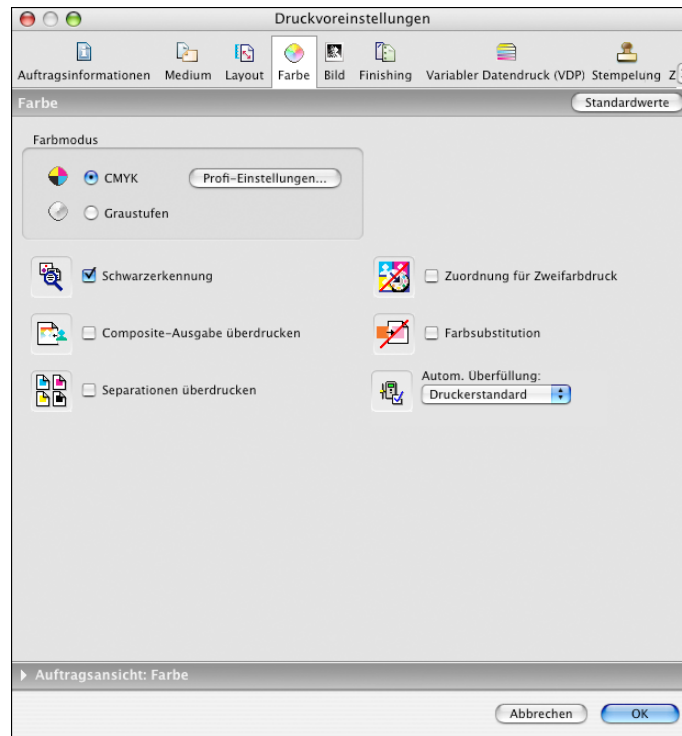 Druckvoreinstellungen
Auftragsinformationen Medium Layout Farbe Bild Finishing Variabler Datendruck (VDP) Stempelung Z
Farbe Standardwerte
Farbmodus
CMYK Profi-Einstellungen...
Graustufen
Schwarzerkennung Zuordnung für Zweifarbdruck
Composite-Ausgabe überdrucken Farbsubstitution
Separationen überdrucken Autom. Überfüllung:
Druckerstandard
Auftragsansicht: Farbe
Abbrechen OK